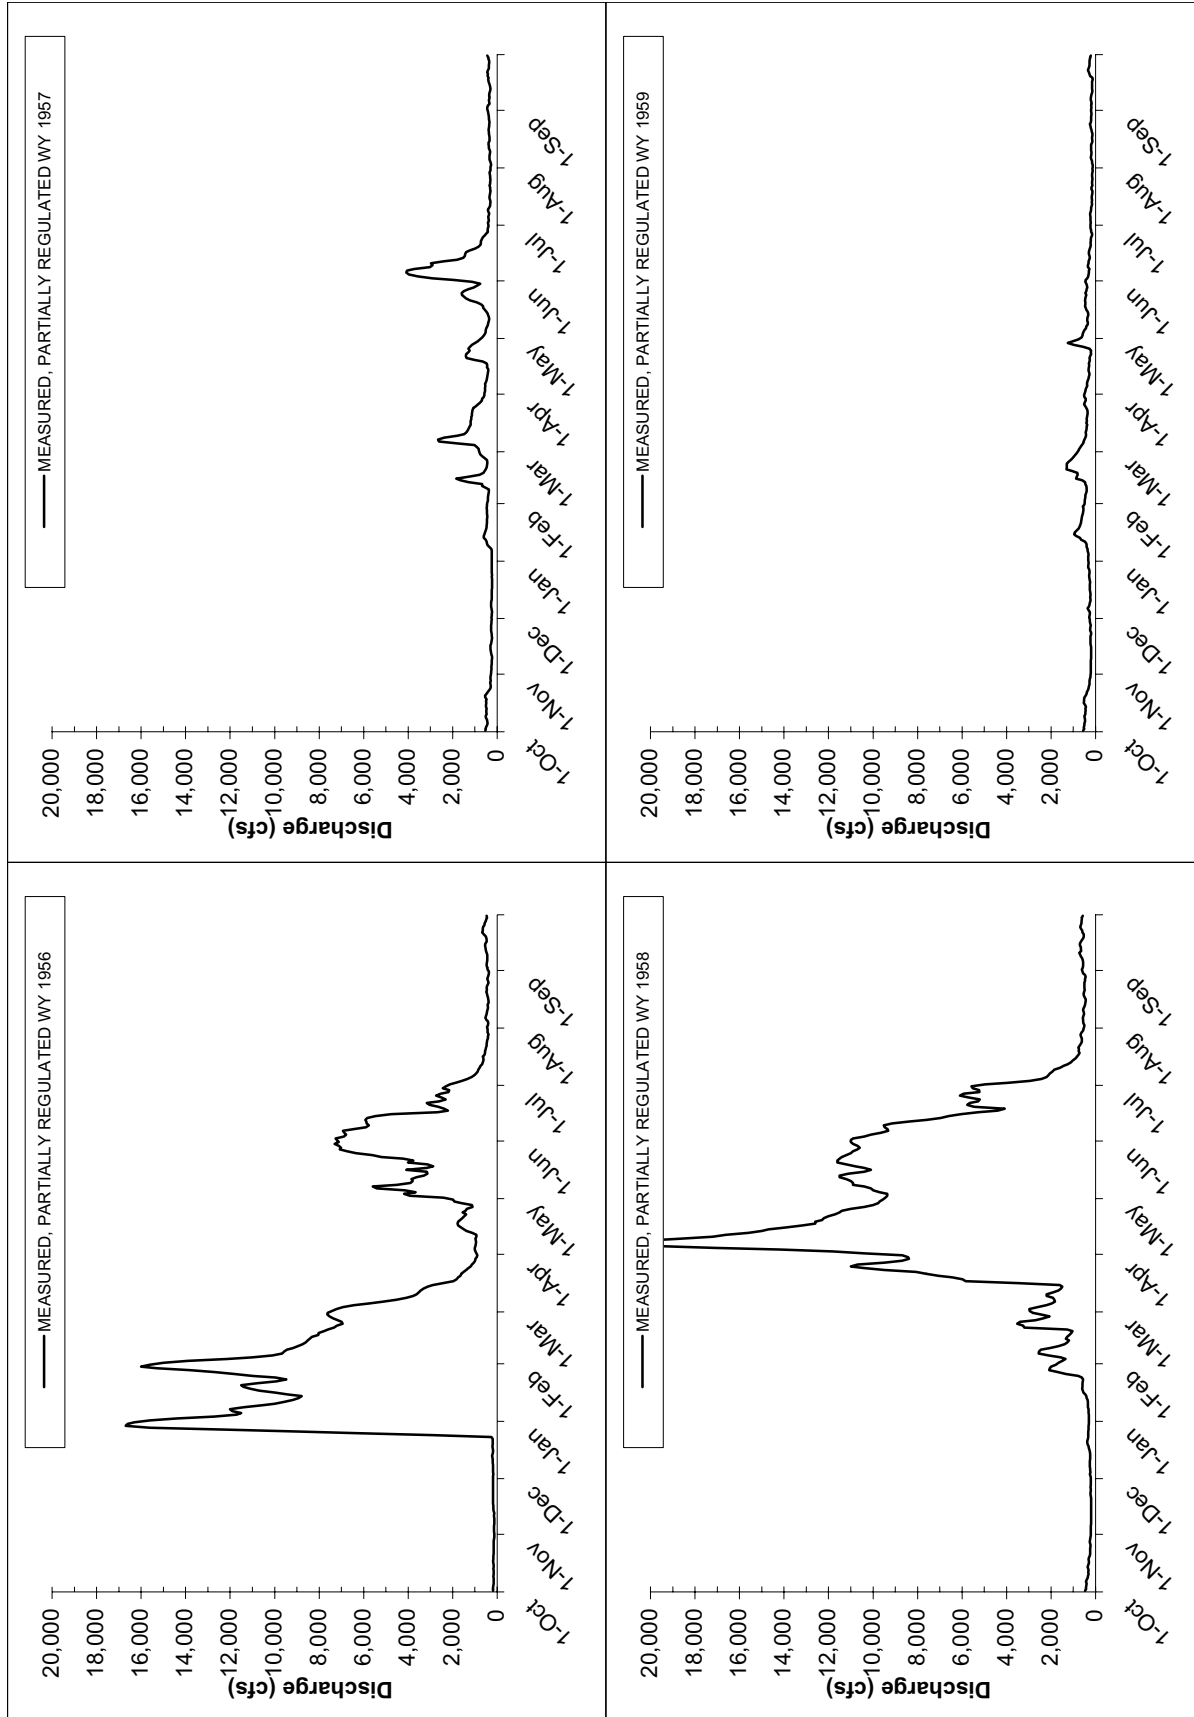 MEASURED, PARTIALLY REGULATED WY 1956
20,000
18,000
16,000
14,000
12,000
10,000
8,000
6,000
4,000
2,000
0
Discharge (cfs)
1-Oct
1-Nov
1-Dec
1-Jan
1-Feb
1-Mar
1-Apr
1-May
1-Jun
1-Jul
1-Aug
1-Sep
MEASURED, PARTIALLY REGULATED WY 1957
20,000
18,000
16,000
14,000
12,000
10,000
8,000
6,000
4,000
2,000
0
Discharge (cfs)
1-Oct
1-Nov
1-Dec
1-Jan
1-Feb
1-Mar
1-Apr
1-May
1-Jun
1-Jul
1-Aug
1-Sep
MEASURED, PARTIALLY REGULATED WY 1958
20,000
18,000
16,000
14,000
12,000
10,000
8,000
6,000
4,000
2,000
0
Discharge (cfs)
1-Oct
1-Nov
1-Dec
1-Jan
1-Feb
1-Mar
1-Apr
1-May
1-Jun
1-Jul
1-Aug
1-Sep
MEASURED, PARTIALLY REGULATED WY 1959
20,000
18,000
16,000
14,000
12,000
10,000
8,000
6,000
4,000
2,000
0
Discharge (cfs)
1-Oct
1-Nov
1-Dec
1-Jan
1-Feb
1-Mar
1-Apr
1-May
1-Jun
1-Jul
1-Aug
1-Sep